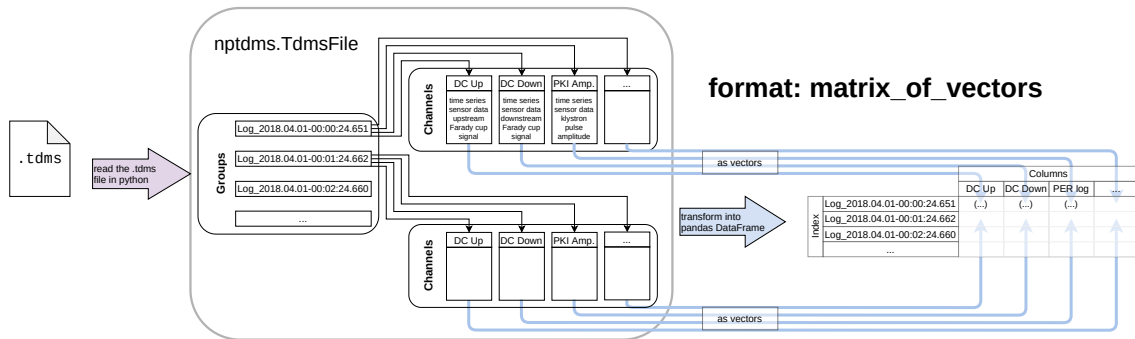 nptdms.TdmsFile
format: matrix_of_vectors
.tdms
read the .tdms
file in python
Groups
Log_2018.04.01-00:00:24.651
Log_2018.04.01-00:01:24.662
Log_2018.04.01-00:02:24.660
...
Channels
DC Up
time series
sensor data
upstream
Farady cup
signal
DC Down
time series
sensor data
downstream
Farady cup
signal
PKI Amp.
time series
sensor data
klystron
pulse
amplitude
...
Channels
DC Up
DC Down
PKI Amp.
...
as vectors
transform into
pandas DataFrame
as vectors
Columns
DC Up
DC Down
PER log
...
Index
Log_2018.04.01-00:00:24.651
(...)
(...)
(...)
Log_2018.04.01-00:01:24.662
Log_2018.04.01-00:02:24.660
...